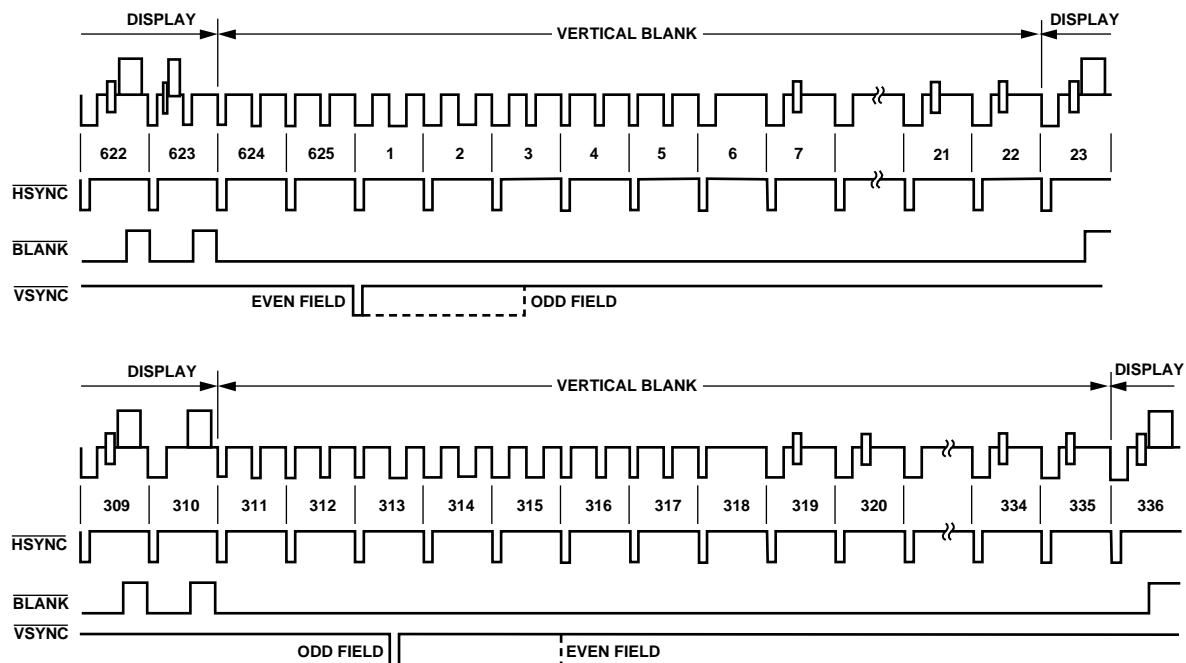 DISPLAY VERTICAL BLANK DISPLAY
622 623 624 625 1 2 3 4 5 6 7 21 22 23
HSYNC
BLANK
VSYNC
EVEN FIELD ODD FIELD
DISPLAY VERTICAL BLANK DISPLAY
309 310 311 312 313 314 315 316 317 318 319 320 334 335 336
HSYNC
BLANK
VSYNC
ODD FIELD EVEN FIELD